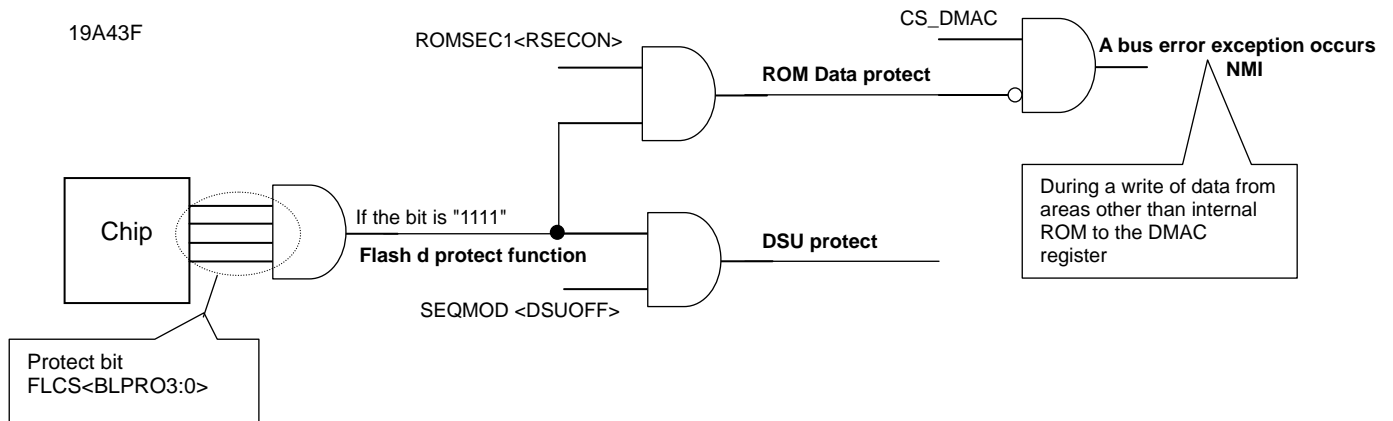 19A43F
CS_DMAC
ROMSEC1<RSECON>
A bus error exception occurs
NMI
ROM Data protect
During a write of data from
areas other than internal
ROM to the DMAC
register
Chip
If the bit is "1111"
Flash d protect function
DSU protect
SEQMOD <DSUOFF>
Protect bit
FLCS<BLPRO3:0>